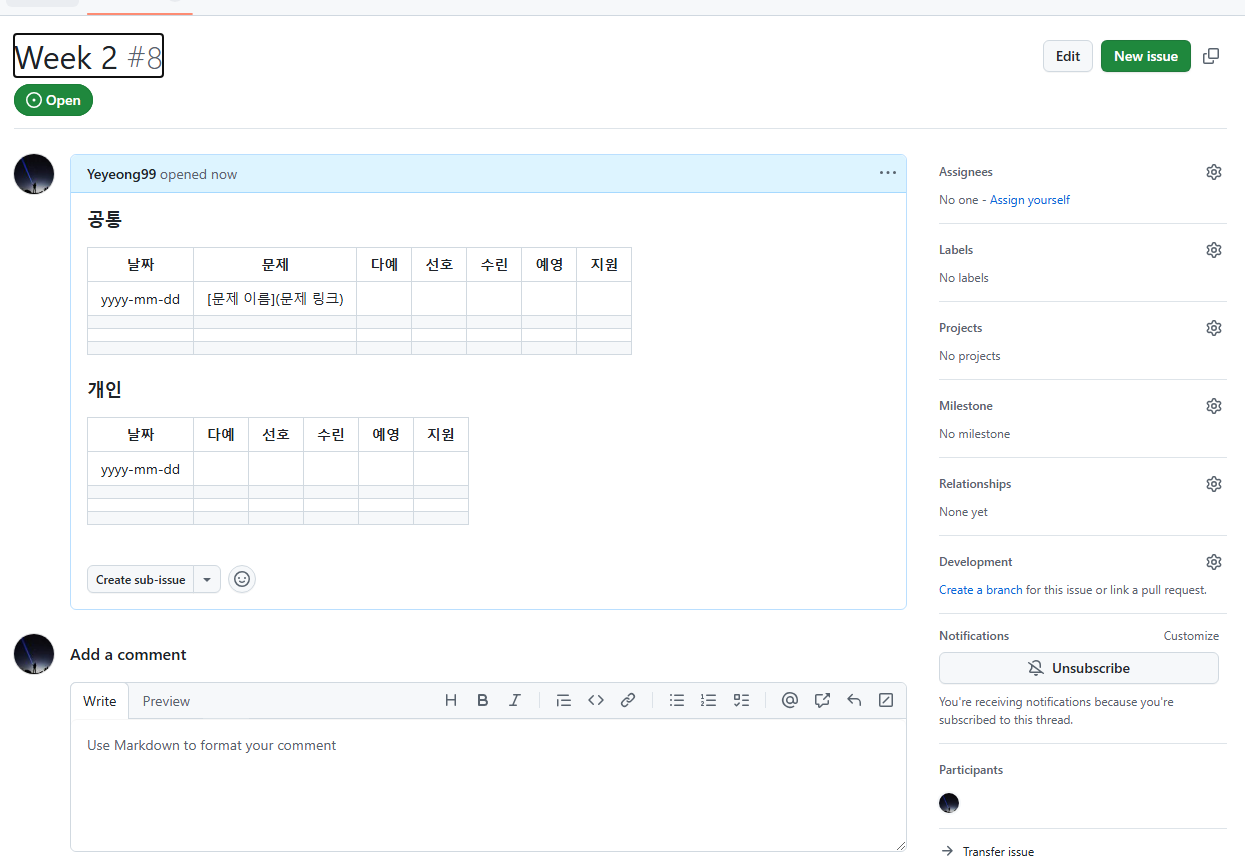 Week 2 #8
Edit
New issue
Open
Yeyeong99 opened now
공통
날짜 문제 다예 선호 수린 예영 지원
yyyy-mm-dd [문제 이름](문제 링크)
개인
날짜 다예 선호 수린 예영 지원
yyyy-mm-dd
Create sub-issue
Add a comment
Write Preview
Use Markdown to format your comment
Assignees
No one - Assign yourself
Labels
No labels
Projects
No projects
Milestone
No milestone
Relationships
None yet
Development
Create a branch for this issue or link a pull request.
Notifications Customize
Unsubscribe
You're receiving notifications because you're
subscribed to this thread.
Participants
Transfer issue